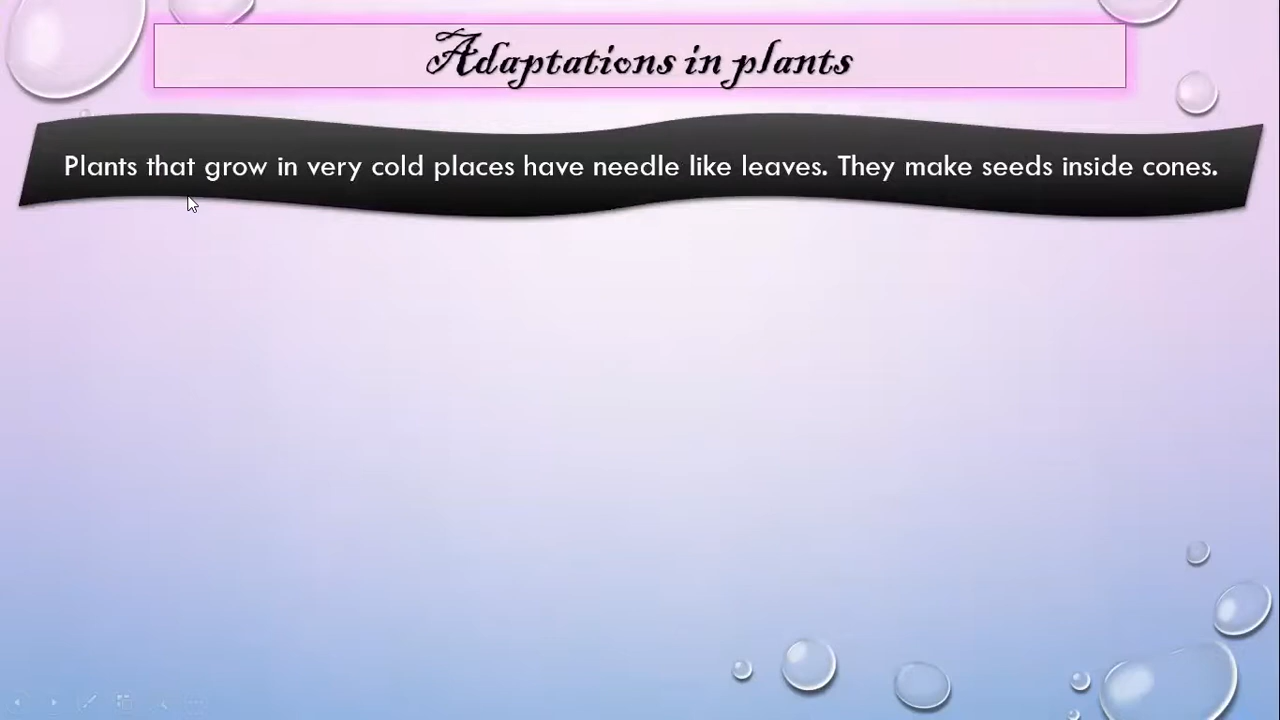 Adaptations in plants
Plants that grow in very cold places have needle like leaves. They make seeds inside cones.